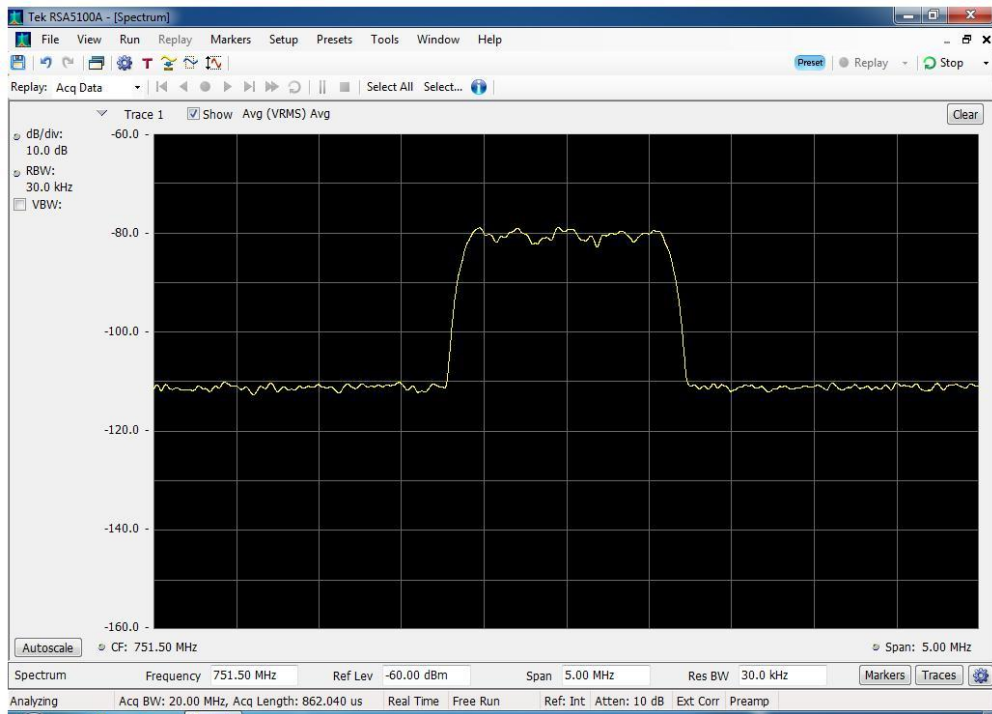 Tek RSA5100A - [Spectrum]
File View Run Replay Markers Setup Presets Tools Window Help
Preset Replay Stop
Replay: Acq Data Select All Select...
Trace 1 Show Avg (VRMS) Avg Clear
dB/div:
10.0 dB
RBW:
30.0 kHz
VBW:
-60.0
-80.0
-100.0
-120.0
-140.0
-160.0
Autoscale CF: 751.50 MHz Span: 5.00 MHz
Spectrum Frequency 751.50 MHz Ref Lev -60.00 dBm Span 5.00 MHz Res BW 30.0 kHz Markers Traces
Analyzing Acq BW: 20.00 MHz, Acq Length: 862.040 us Real Time Free Run Ref: Int Atten: 10 dB Ext Corr Preamp